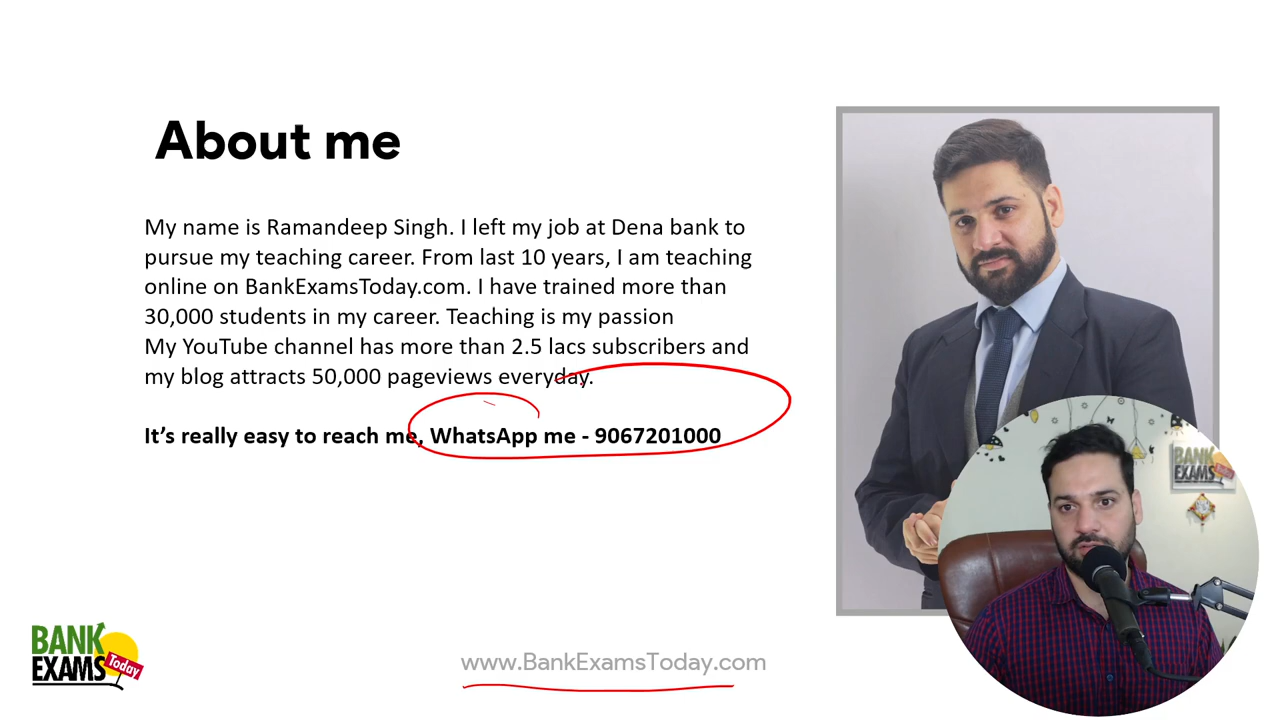 About me
My name is Ramandeep Singh. I left my job at Dena bank to
pursue my teaching career. From last 10 years, I am teaching
online on BankExamsToday.com. I have trained more than
30,000 students in my career. Teaching is my passion
My YouTube channel has more than 2.5 lacs subscribers and
my blog attracts 50,000 pageviews everyday.
It’s really easy to reach me, WhatsApp me - 9067201000
BANK
EXAMS
Today
BANK
EXAMS
Today
www.BankExamsToday.com